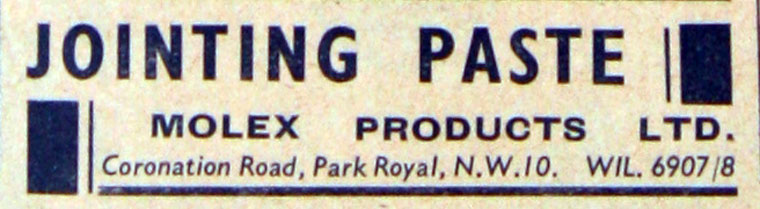 JOINTING PASTE
MOLEX PRODUCTS LTD.
Coronation Road, Park Royal, N.W.10. WIL. 6907/8